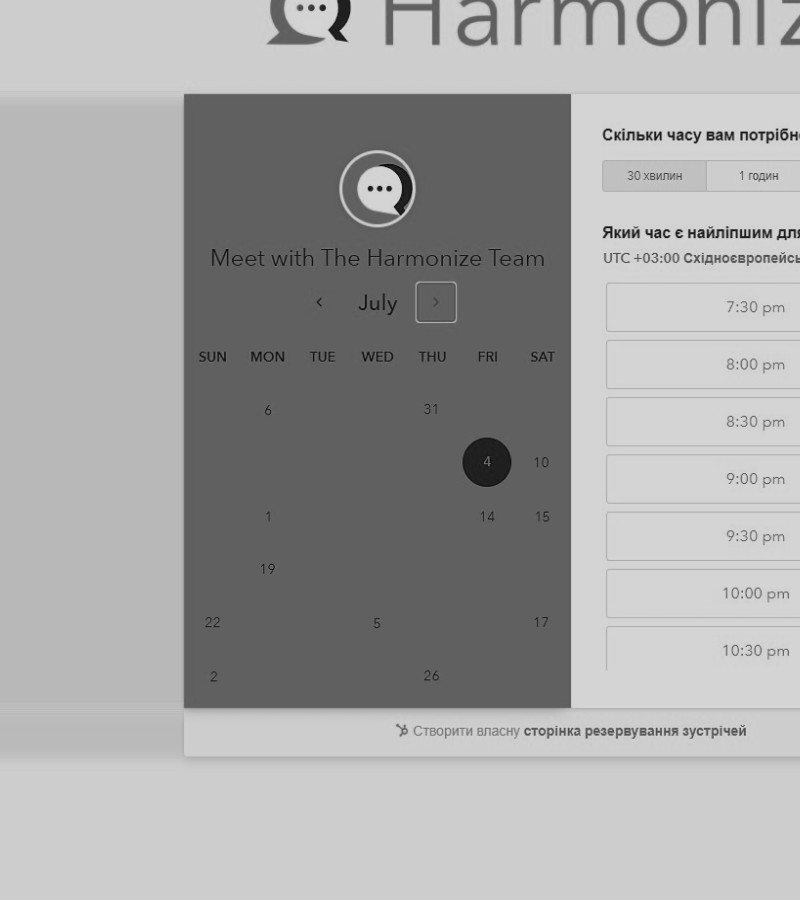 Harmoniz
Meet with The Harmonize Team
July
SUN MON TUE WED THU FRI SAT
6 31
4 10
1 14 15
19
22 5 17
2 26
Скільки часу вам потрібн
30 хвилин 1 годин
Який час є найліпшим дл
UTC +03:00 Східноєвропейс
7:30 pm
8:00 pm
8:30 pm
9:00 pm
9:30 pm
10:00 pm
10:30 pm
Створити власну сторінка резервування зустрічей